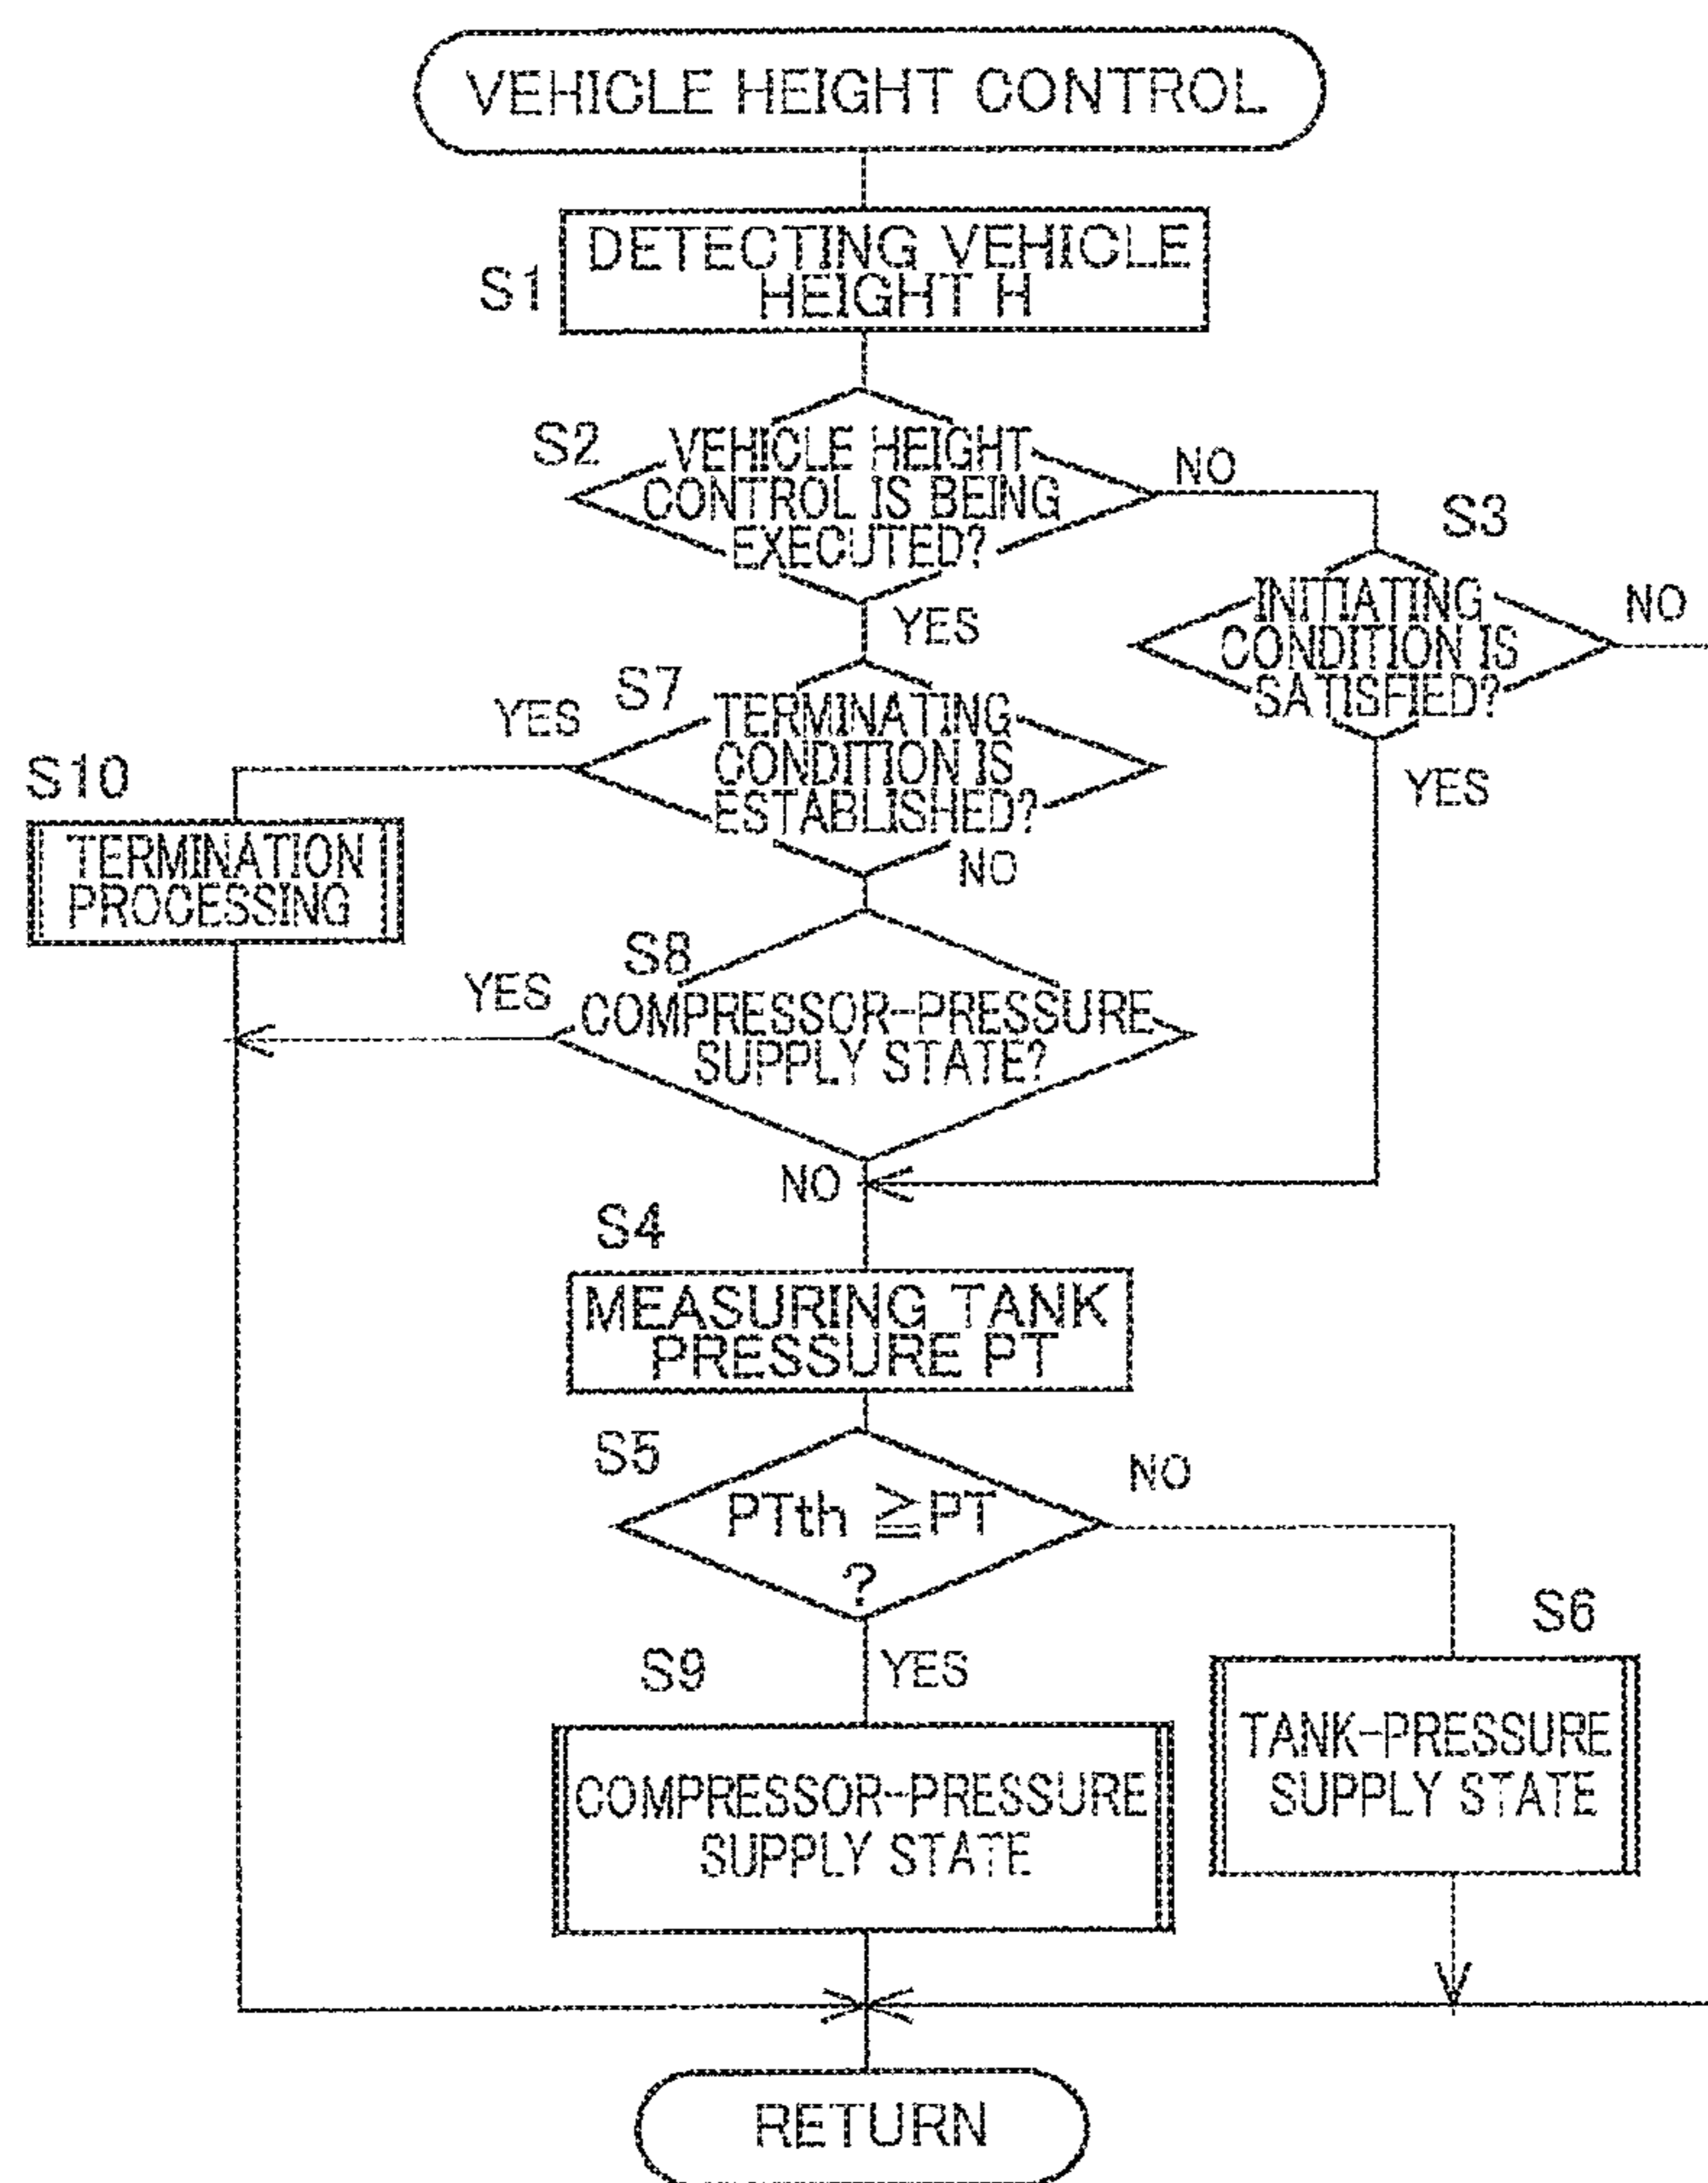 VEHICLE HEIGHT CONTROL
S1
DETECTING VEHICLE
HEIGHT H
S2
VEHICLE HEIGHT
CONTROL IS BEING
EXECUTED?
NO
YES
S3
INITIATING
CONDITION IS
SATISFIED?
NO
YES
S7
TERMINATING
CONDITION IS
ESTABLISHED?
YES
NO
S10
TERMINATION
PROCESSING
S8
COMPRESSOR-PRESSURE
SUPPLY STATE?
YES
NO
S4
MEASURING TANK
PRESSURE PT
S5
PTth ≧PT
?
NO
YES
S6
TANK-PRESSURE
SUPPLY STATE
S9
COMPRESSOR-PRESSURE
SUPPLY STATE
RETURN